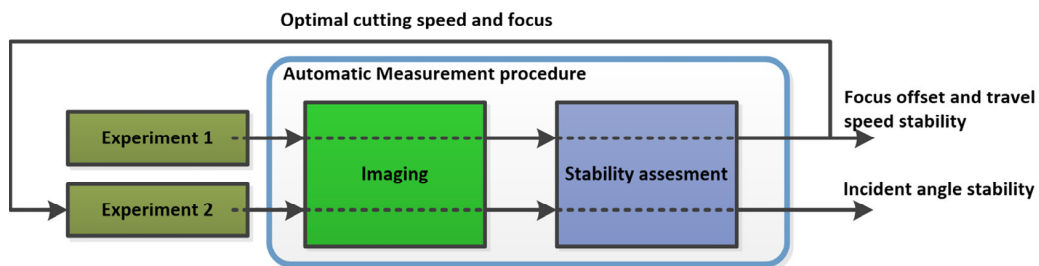 Optimal cutting speed and focus
Automatic Measurement procedure
Focus offset and travel
speed stability
Experiment 1
Imaging
Stability assesment
Experiment 2
Incident angle stability